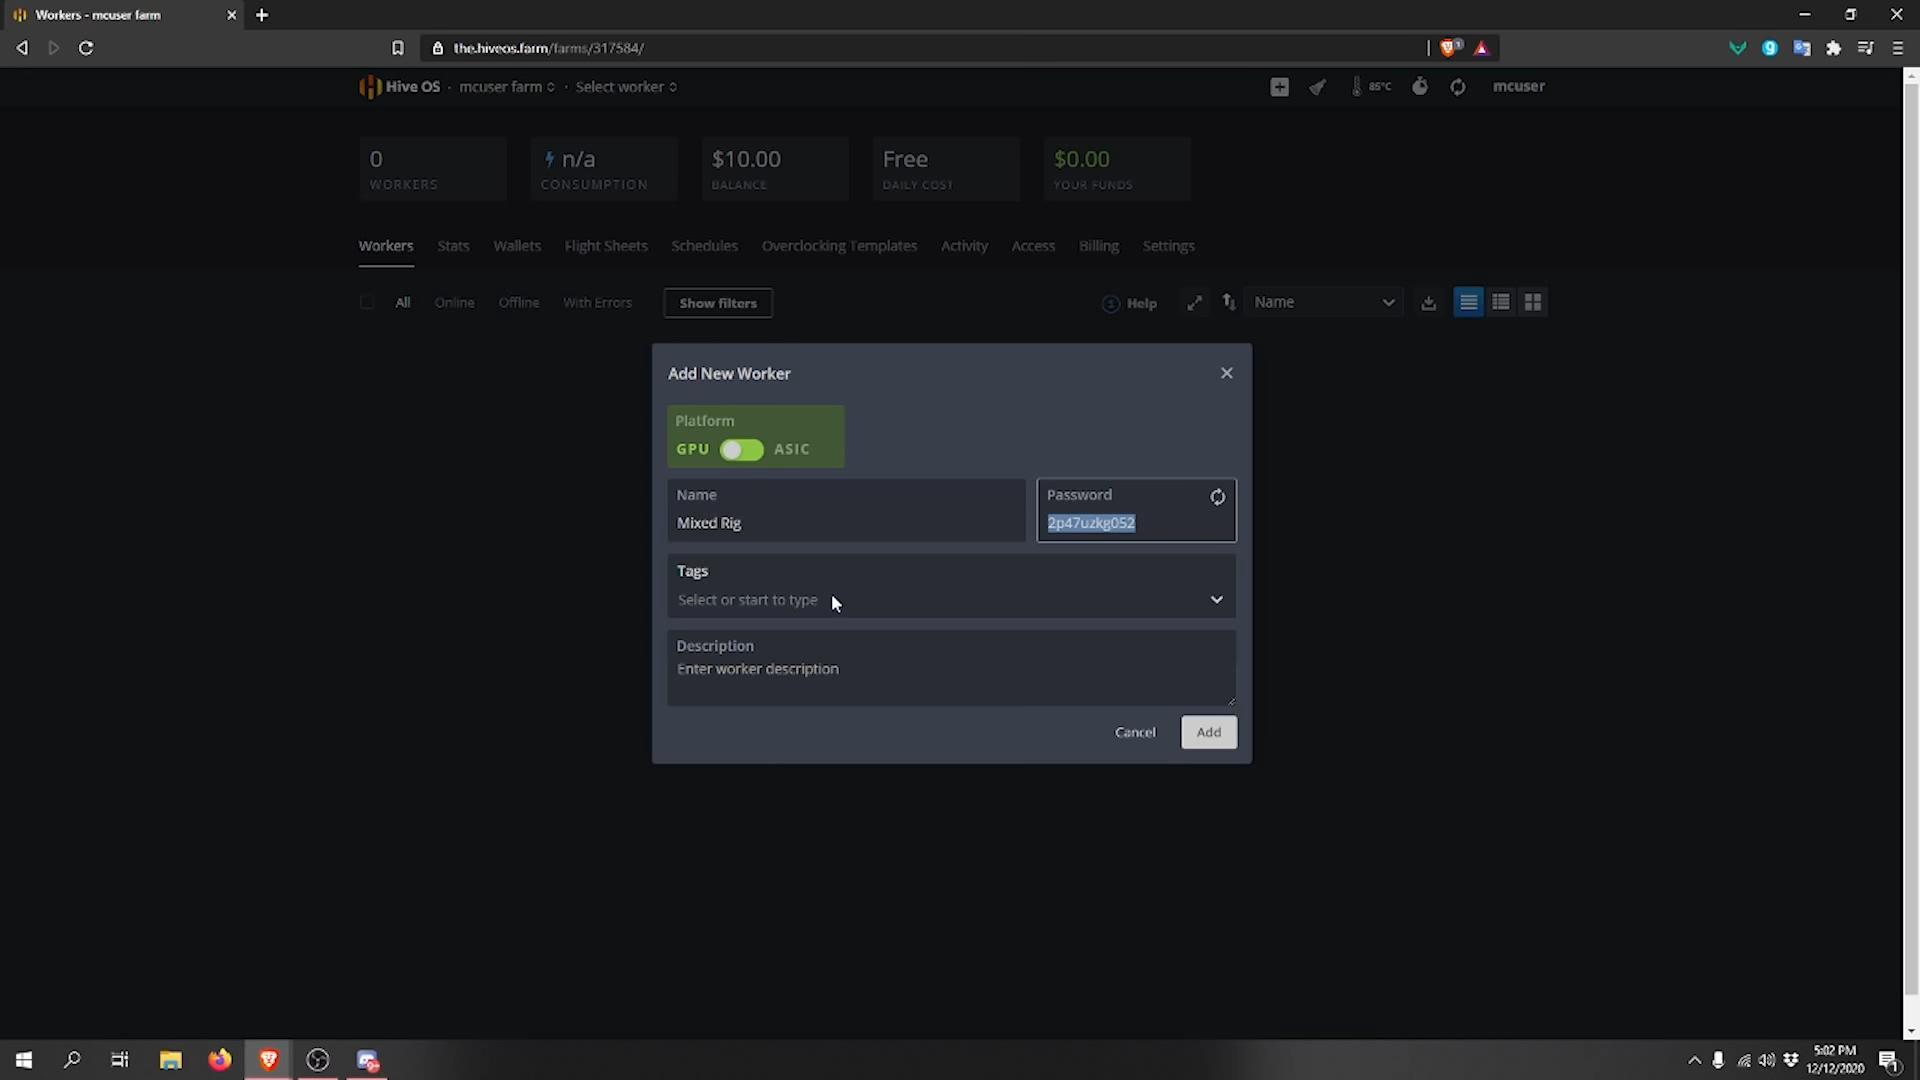 Workers - mcuser farm
the.hiveos.farm/farms/317584/
Hive OS · mcuser farm · Select worker
85°C
mcuser
0
WORKERS
n/a
CONSUMPTION
$10.00
BALANCE
Free
DAILY COST
$0.00
YOUR FUNDS
Workers Stats Wallets Flight Sheets Schedules Overclocking Templates Activity Access Billing Settings
All Online Offline With Errors Show filters Help Name
Add New Worker
Platform
GPU ASIC
Name
Mixed Rig
Password
2p47uzkg052
Tags
Select or start to type
Description
Enter worker description
Cancel Add
5:02 PM
12/12/2020